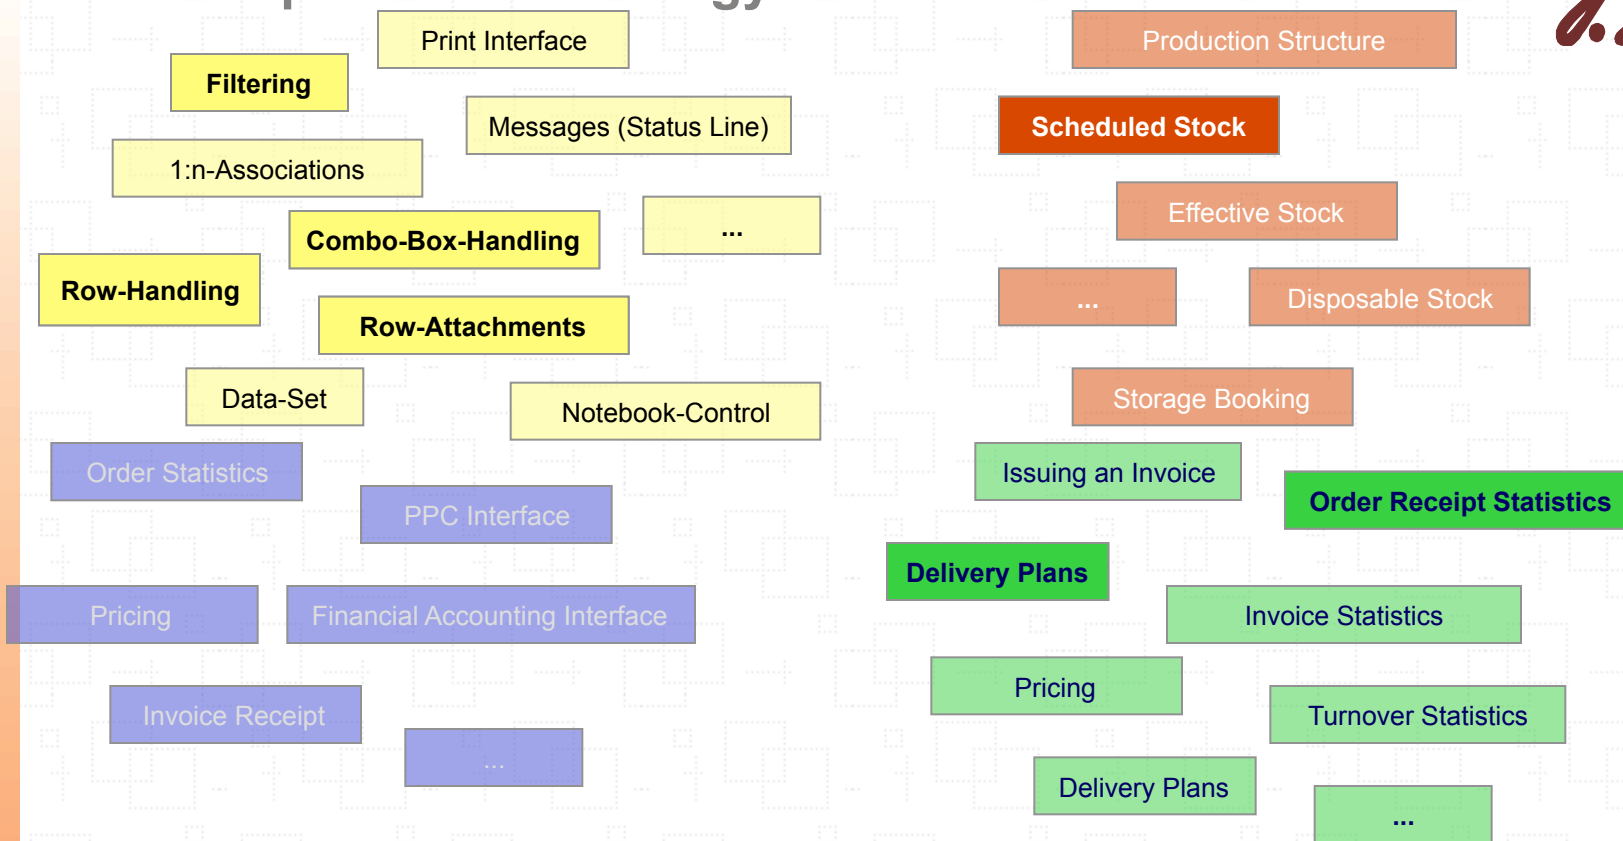 Print Interface
Filtering
Messages (Status Line)
1:n-Associations
Combo-Box-Handling
...
Row-Handling
Row-Attachments
Data-Set
Notebook-Control
Order Statistics
PPC Interface
Pricing
Financial Accounting Interface
Invoice Receipt
...
Production Structure
Scheduled Stock
Effective Stock
...
Disposable Stock
Storage Booking
Issuing an Invoice
Order Receipt Statistics
Delivery Plans
Invoice Statistics
Pricing
Turnover Statistics
Delivery Plans
...